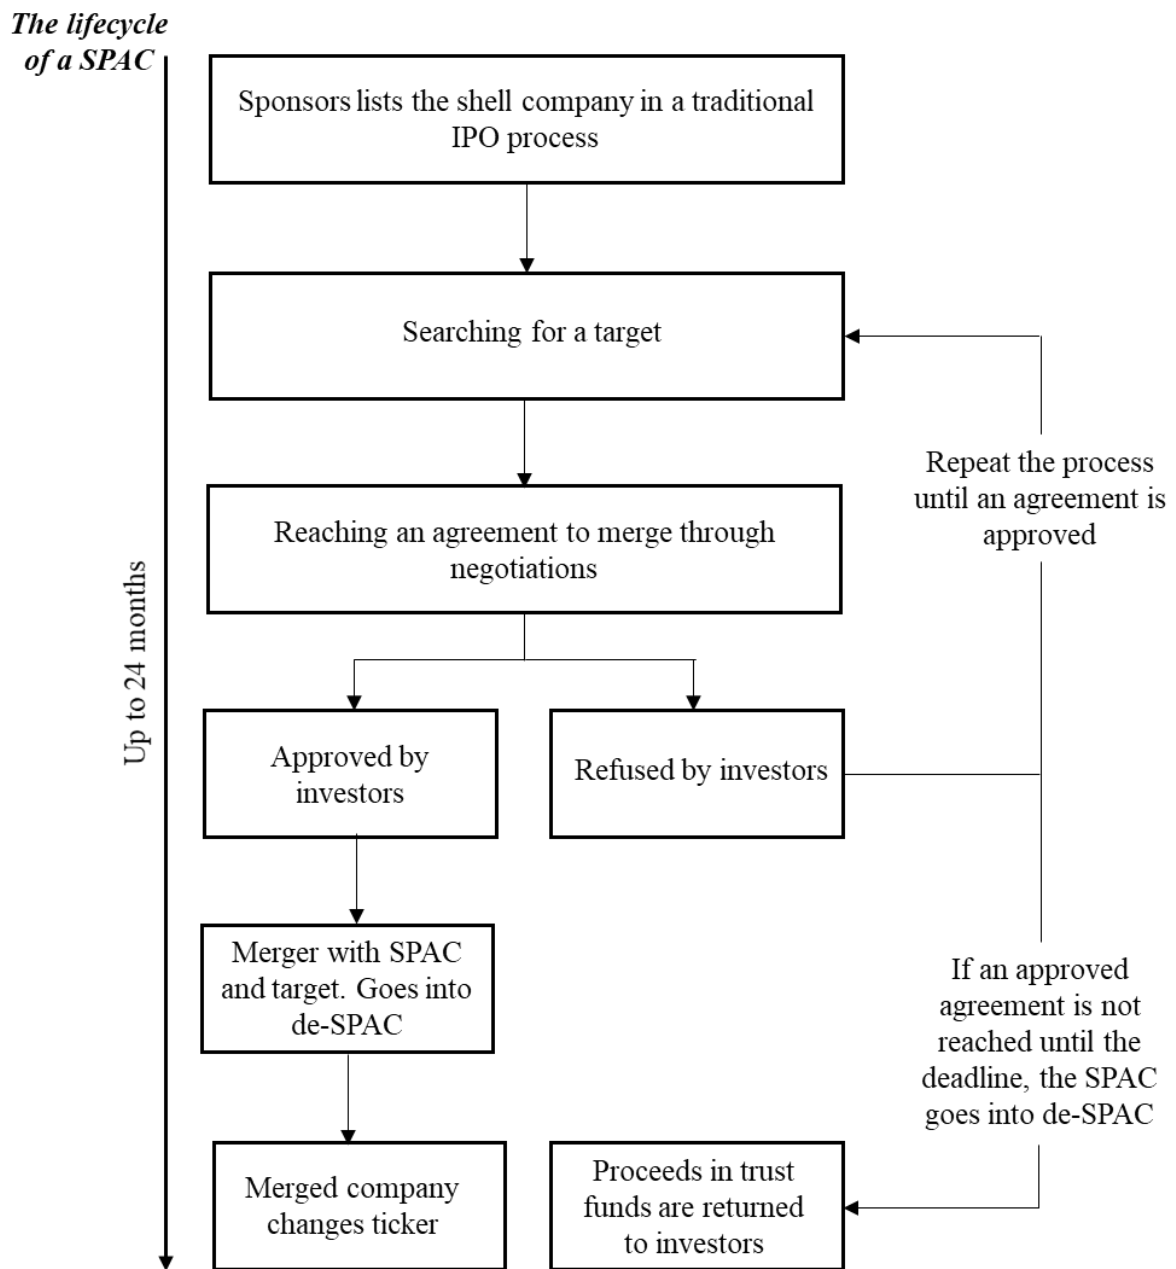 The lifecycle
of a SPAC
Sponsors lists the shell company in a traditional
IPO process
Searching for a target
Repeat the process
until an agreement is
approved
Reaching an agreement to merge through
negotiations
Up to 24 months
Approved by
investors
Refused by investors
Merger with SPAC
and target. Goes into
de-SPAC
If an approved
agreement is not
reached until the
deadline, the SPAC
goes into de-SPAC
Merged company
changes ticker
Proceeds in trust
funds are returned
to investors